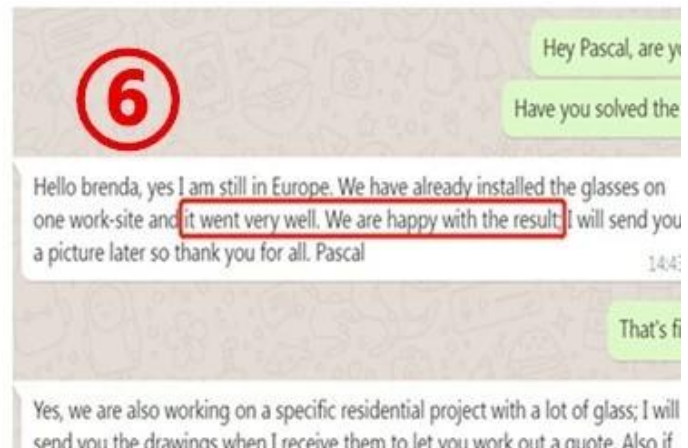 Hey Pascal, are yo
6
Have you solved the
Hello brenda, yes I am still in Europe. We have already installed the glasses on
one work-site and it went very well. We are happy with the result; I will send you
a picture later so thank you for all. Pascal
14:43
That's fi
Yes, we are also working on a specific residential project with a lot of glass; I will
send you the drawings when I receive them to let you work out a quote. Also if